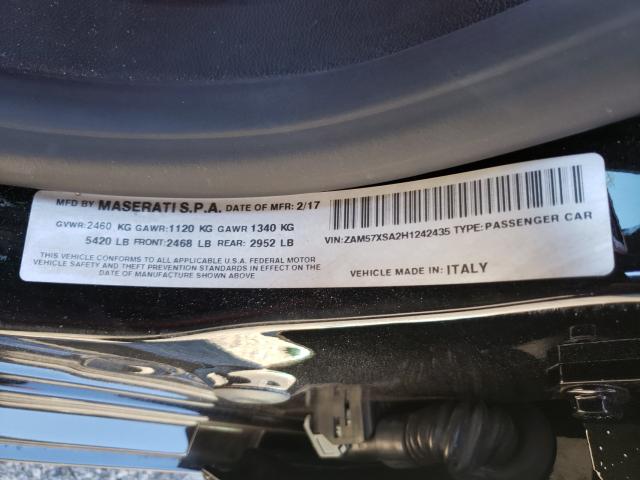 MFD BY MASERATI S.P.A. DATE OF MFR: 2/17
GVWR: 2460 KG GAWR: 1120 KG GAWR 1340 KG
5420 LB FRONT: 2468 LB REAR: 2952 LB
THIS VEHICLE CONFORMS TO ALL APPLICABLE U.S.A. FEDERAL MOTOR
VEHICLE SAFETY AND THEFT PREVENTION STANDARDS IN EFFECT ON THE
DATE OF MANUFACTURE SHOWN ABOVE
VIN: ZAM57XSA2H1242435 TYPE: PASSENGER CAR
VEHICLE MADE IN: ITALY